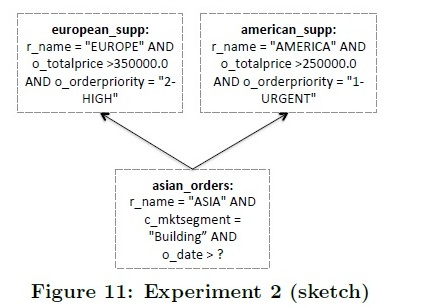 european_supp:
r_name = "EUROPE" AND
o_totalprice >350000.0
AND o_orderpriority = "2-
HIGH"
american_supp:
r_name = "AMERICA" AND
o_totalprice >250000.0
AND o_orderpriority = "1-
URGENT"
asian_orders:
r_name = "ASIA" AND
c_mktsegment =
"Building” AND
o_date > ?
Figure 11: Experiment 2 (sketch)